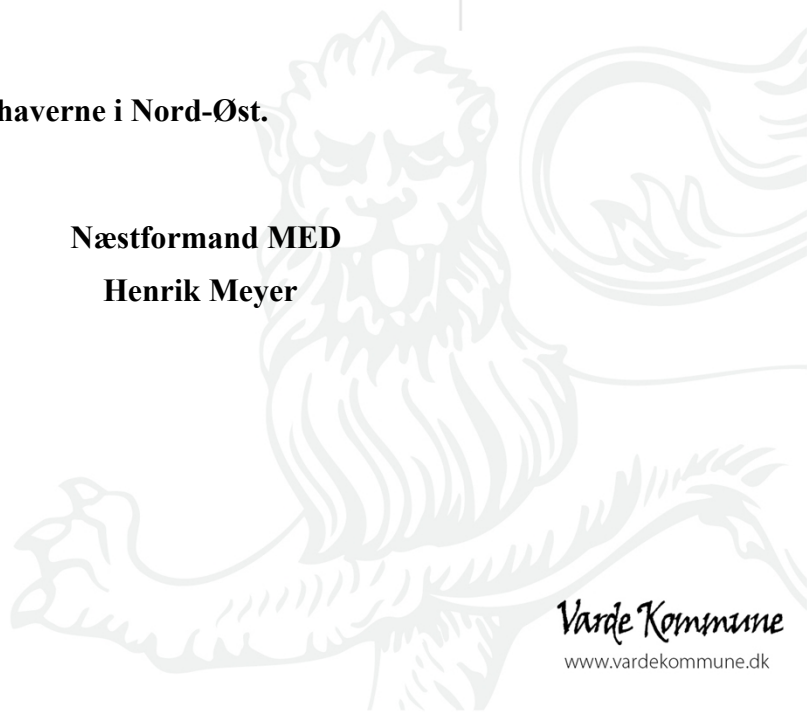 haverne i Nord-Øst.
Næstformand MED
Henrik Meyer
Varde Kommune
www.vardekommune.dk